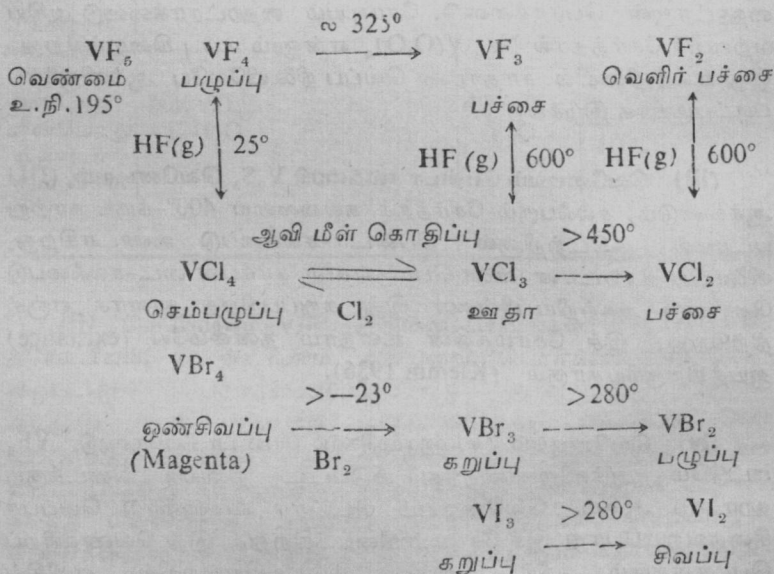 ∾ 325°
VF₅ VF₄ ⟶ VF₃ VF₂
வெண்மை பழுப்பு வெளிர் பச்சை
உ.நி.195° பச்சை
HF(g) 25° HF (g) 600° HF(g) 600°
ஆவி மீள் கொதிப்பு >450°
VCl₄ ⇌ VCl₃ ⟶ VCl₂
செம்பழுப்பு Cl₂ ஊதா பச்சை
VBr₄
>—23° >280°
ஒண்சிவப்பு ⟶ VBr₃ ⟶ VBr₂
(Magenta) Br₂ கறுப்பு பழுப்பு
VI₃ >280° VI₂
கறுப்பு ⟶ சிவப்பு